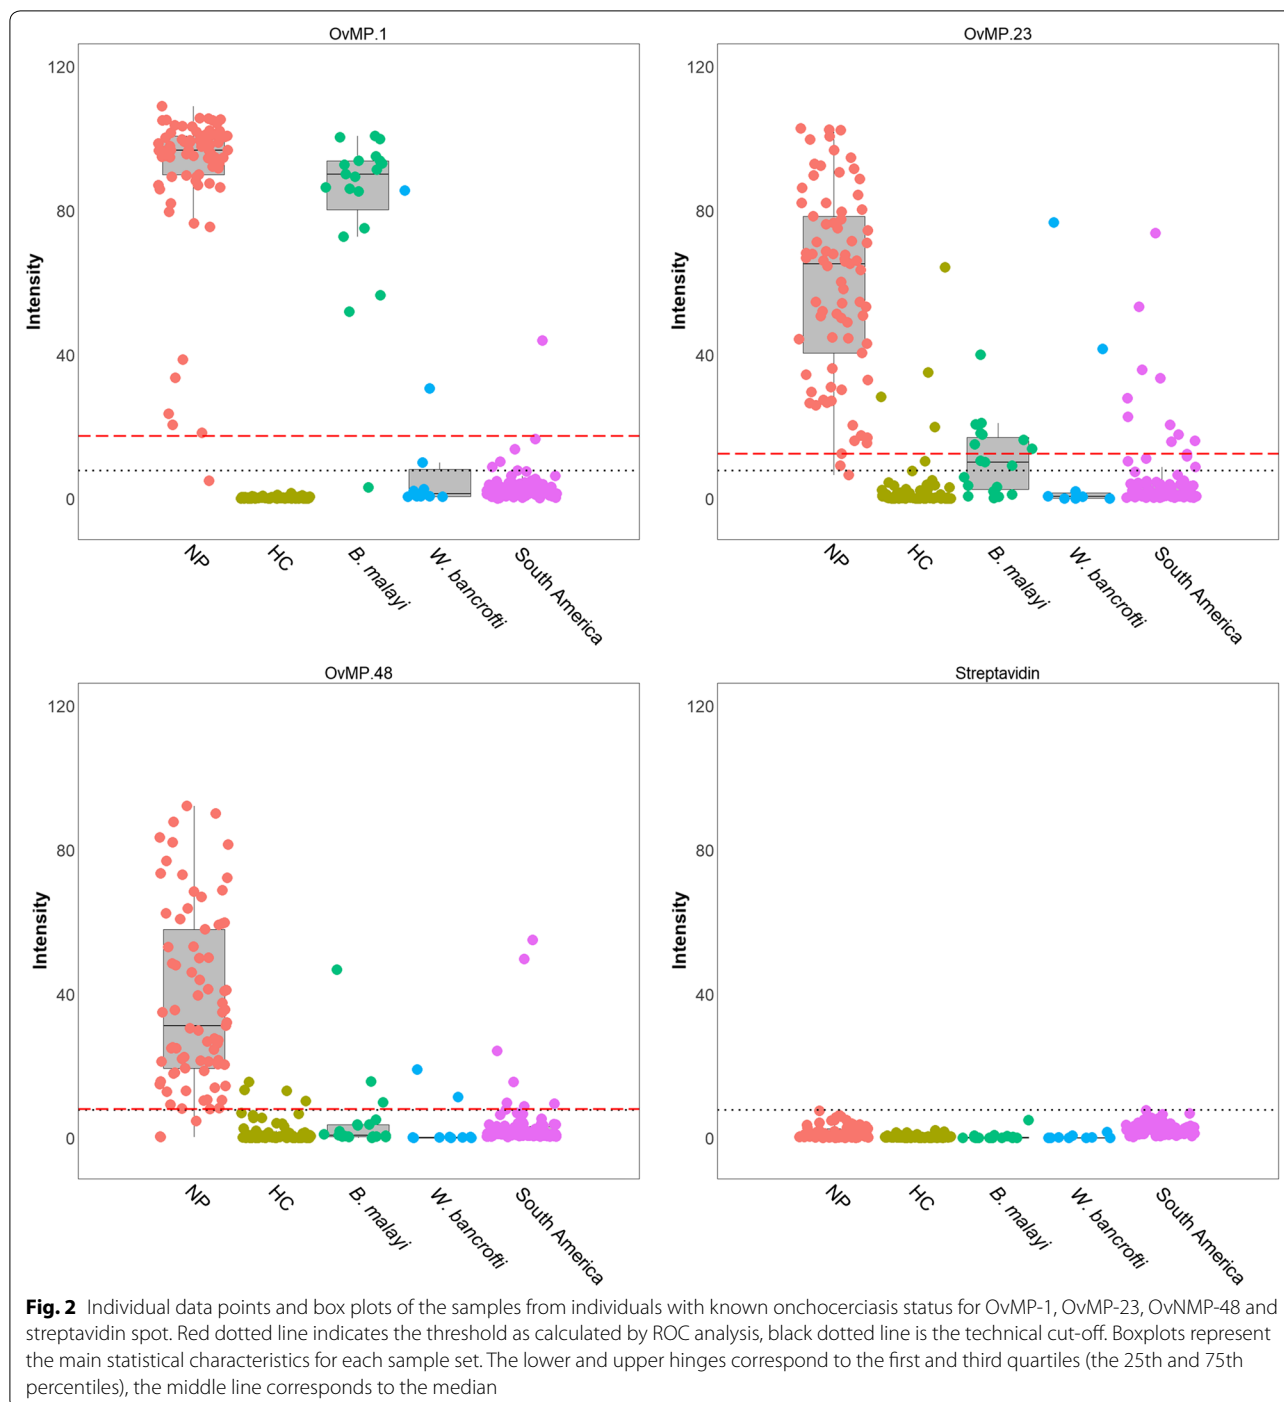 OvMP.1
OvMP.23
120
80
40
0
Intensity
NP
HC
B. malayi
W. bancrofti
South America
120
80
40
0
Intensity
NP
HC
B. malayi
W. bancrofti
South America
OvMP.48
Streptavidin
120
80
40
0
Intensity
NP
HC
B. malayi
W. bancrofti
South America
120
80
40
0
Intensity
NP
HC
B. malayi
W. bancrofti
South America
Fig. 2 Individual data points and box plots of the samples from individuals with known onchocerciasis status for OvMP-1, OvMP-23, OvNMP-48 and
streptavidin spot. Red dotted line indicates the threshold as calculated by ROC analysis, black dotted line is the technical cut-off. Boxplots represent
the main statistical characteristics for each sample set. The lower and upper hinges correspond to the first and third quartiles (the 25th and 75th
percentiles), the middle line corresponds to the median